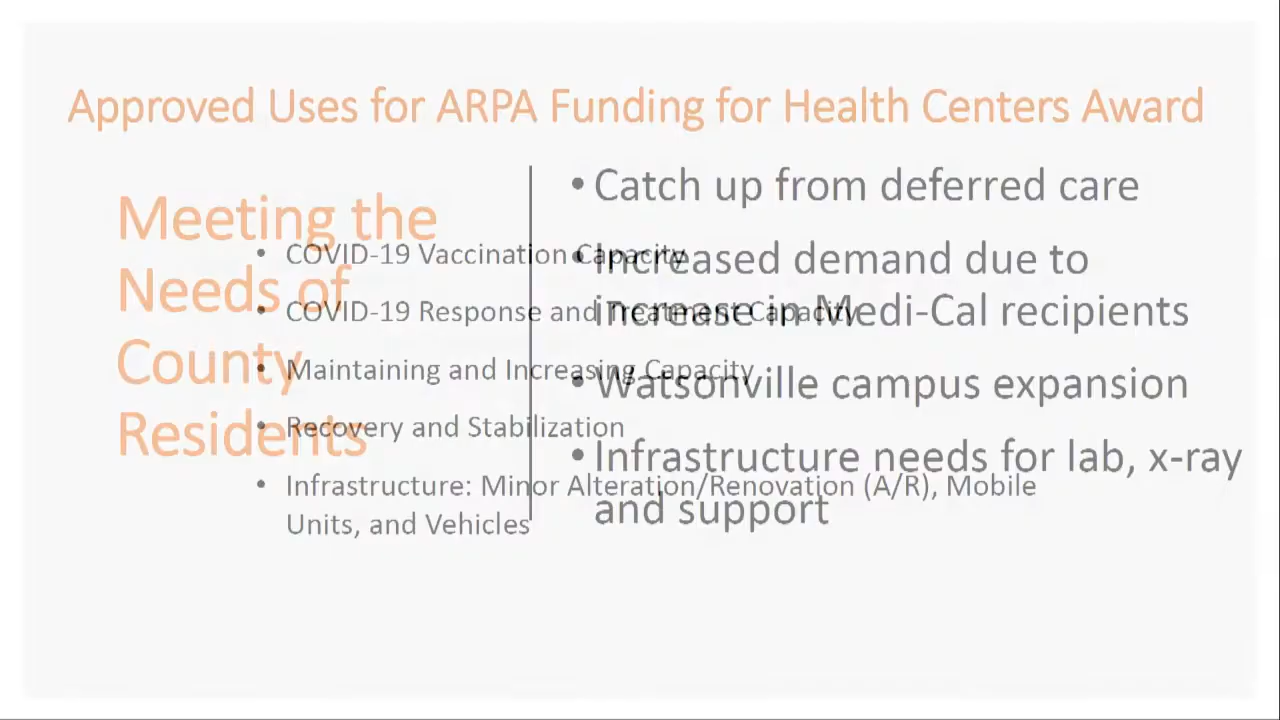 Approved Uses for ARPA Funding for Health Centers Award
• COVID-19 Vaccination Capacity
• COVID-19 Response and Treatment Capacity
• Maintaining and Increasing Capacity
• Recovery and Stabilization
• Infrastructure: Minor Alteration/Renovation (A/R), Mobile
Units, and Vehicles
Meeting the
Needs of
County
Residents
• Catch up from deferred care
• Increased demand due to
increase in Medi-Cal recipients
• Watsonville campus expansion
• Infrastructure needs for lab, x-ray
and support